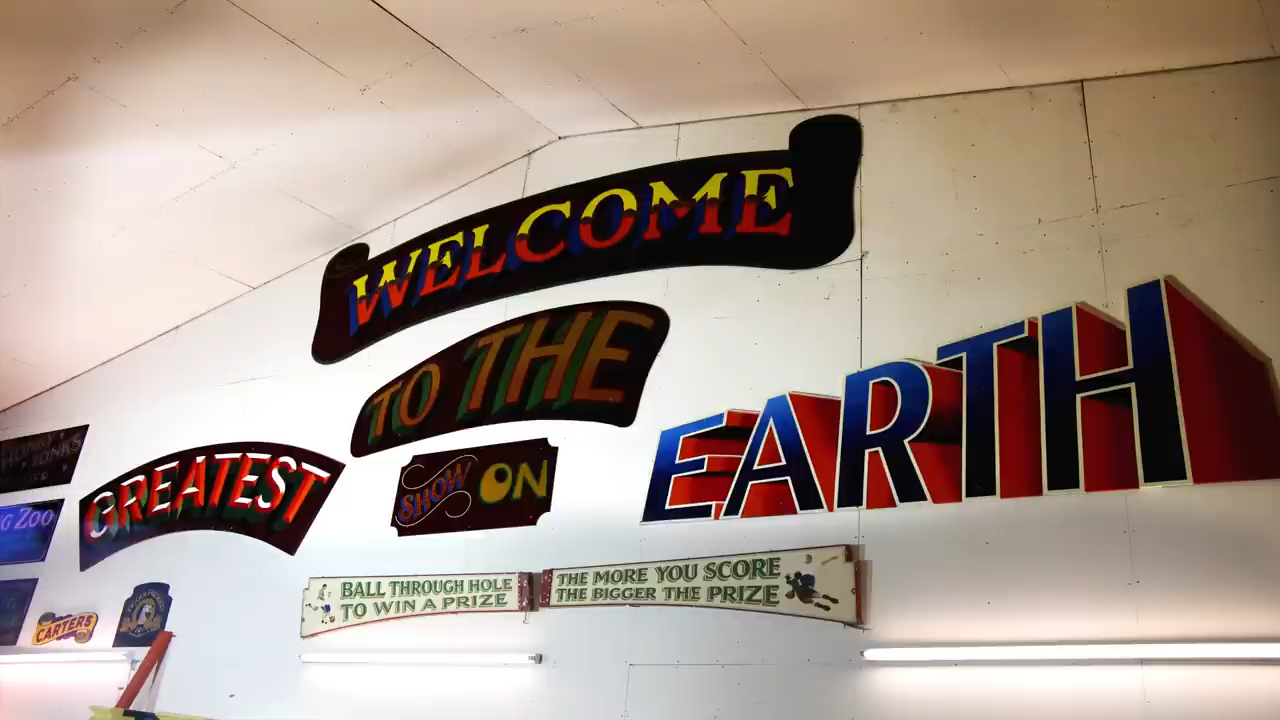 WELCOME
TO THE
GREATEST
SHOW ON
EARTH
BALL THROUGH HOLE
TO WIN A PRIZE
THE MORE YOU SCORE
THE BIGGER THE PRIZE
ZOO
CARTERS